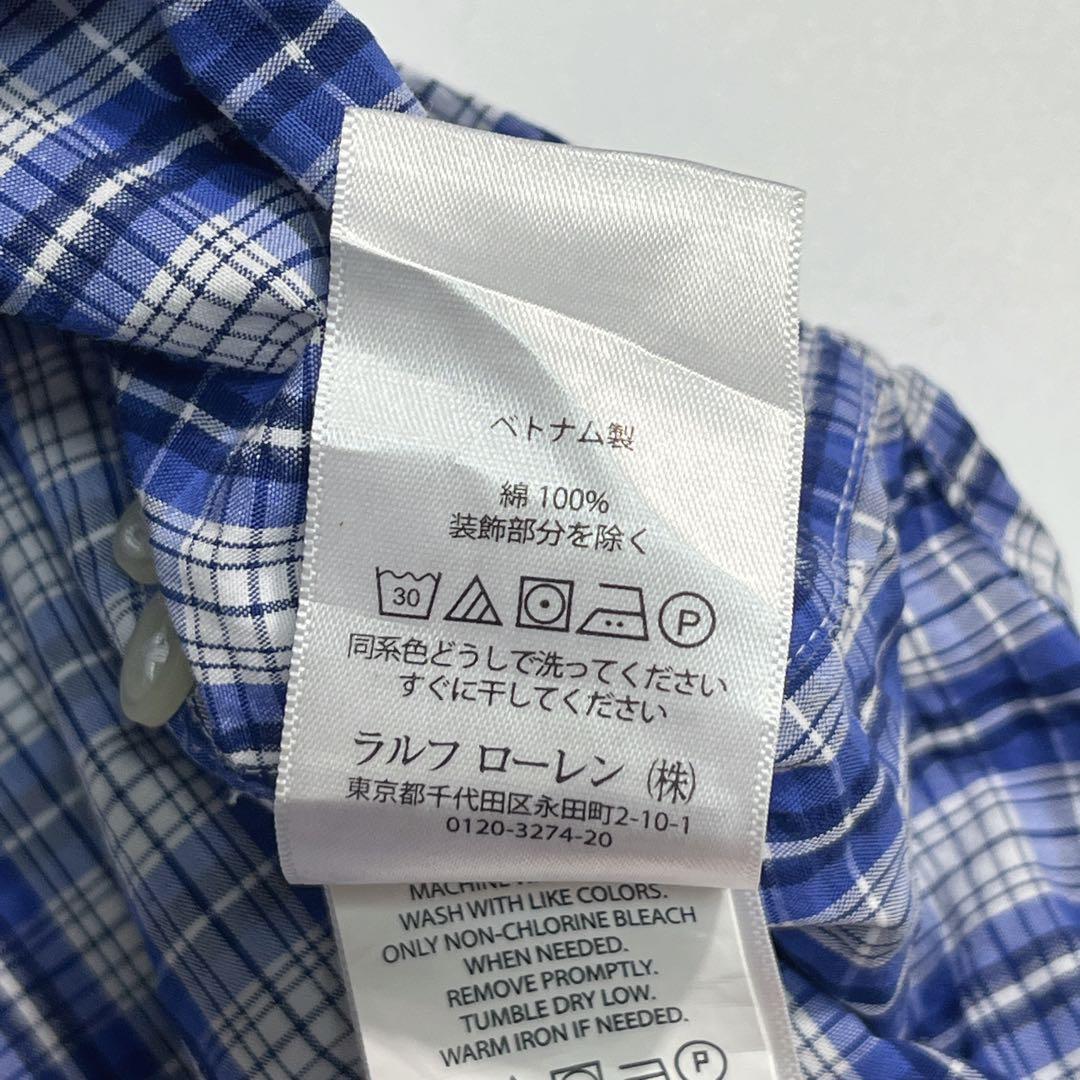 ベトナム製
綿 100%
装飾部分を除く
30 P
同系色どうしで洗ってください
すぐに干してください
ラルフ ローレン (株)
東京都千代田区永田町2-10-1
0120-3274-20
MACHINE
WASH WITH LIKE COLORS.
ONLY NON-CHLORINE BLEACH
WHEN NEEDED.
REMOVE PROMPTLY.
TUMBLE DRY LOW.
WARM IRON IF NEEDED.
P